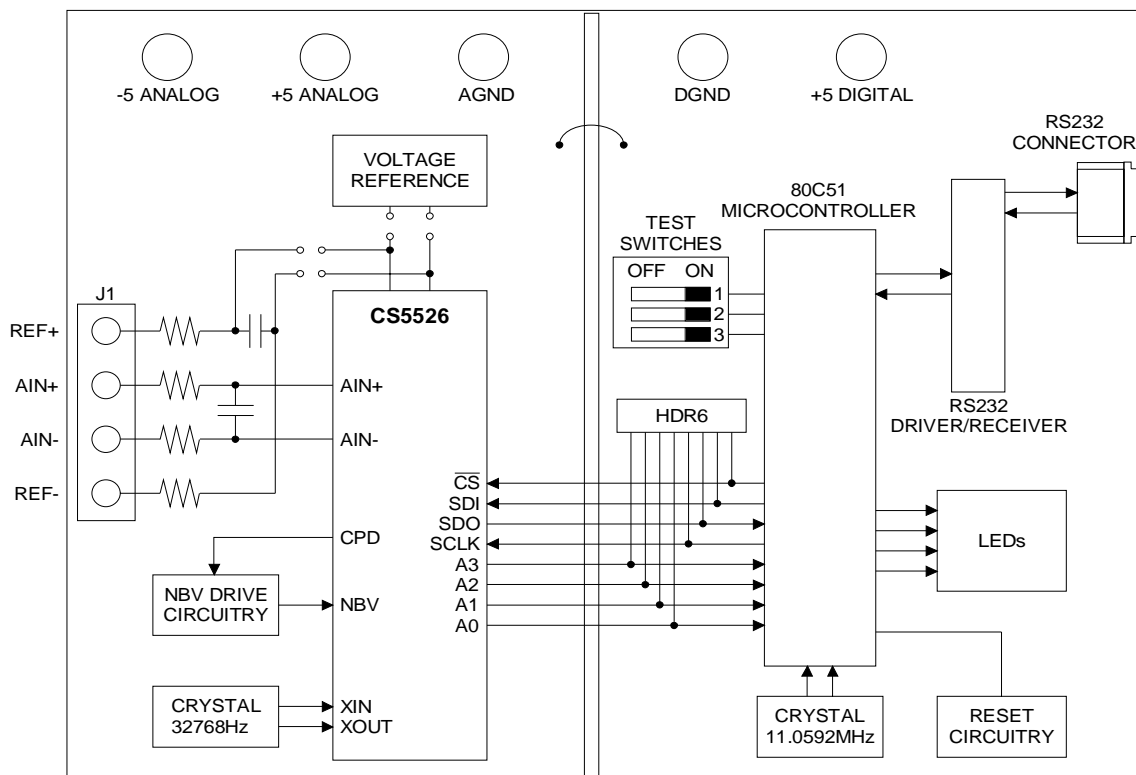 -5 ANALOG
+5 ANALOG
AGND
DGND
+5 DIGITAL
VOLTAGE
REFERENCE
RS232
CONNECTOR
80C51
MICROCONTROLLER
TEST
SWITCHES
OFF ON
1
2
3
J1
REF+
AIN+
AIN-
REF-
CS5526
AIN+
AIN-
CS
SDI
SDO
SCLK
A3
A2
A1
A0
CPD
NBV
XIN
XOUT
NBV DRIVE
CIRCUITRY
CRYSTAL
32768Hz
HDR6
RS232
DRIVER/RECEIVER
LEDs
CRYSTAL
11.0592MHz
RESET
CIRCUITRY